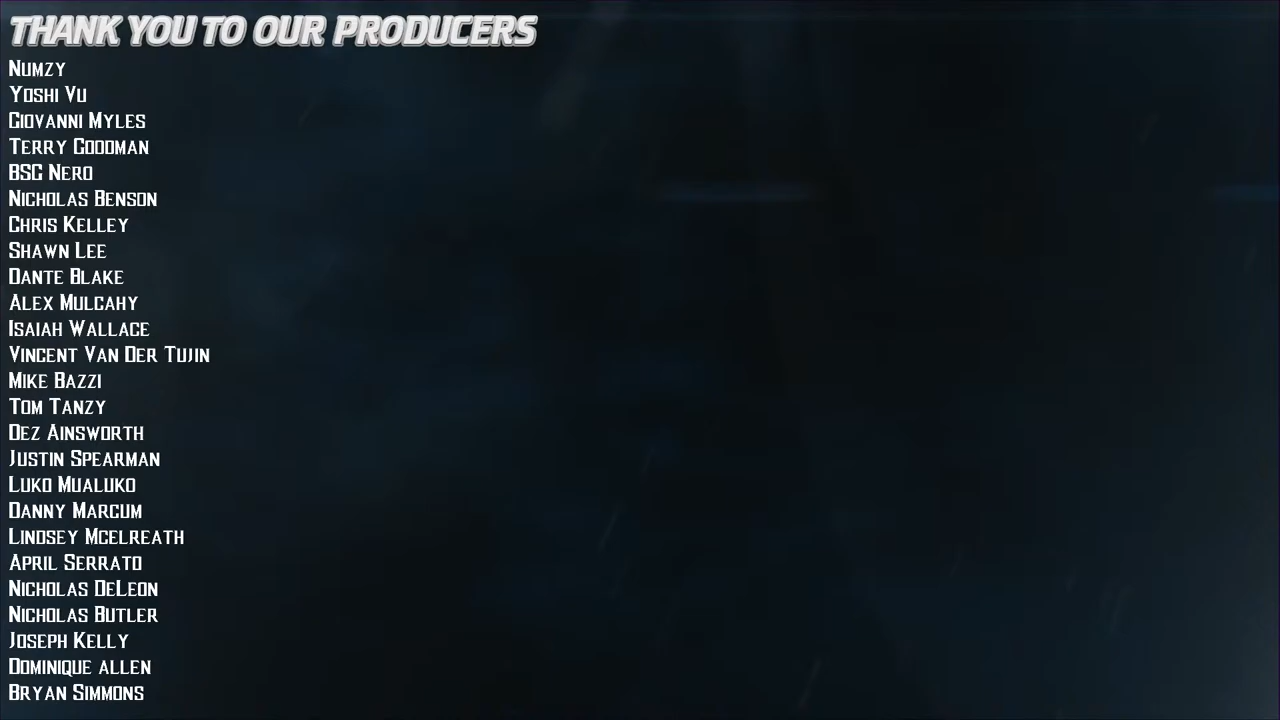 THANK YOU TO OUR PRODUCERS
Numzy
Yoshi Vu
Giovanni Myles
Terry Goodman
BSG Nero
Nicholas Benson
Chris Kelley
Shawn Lee
Dante Blake
Alex Mulcahy
Isaiah Wallace
Vincent Van Der Tujin
Mike Bazzi
Tom Tanzy
Dez Ainsworth
Justin Spearman
Luko Mualuko
Danny Marcum
Lindsey Mcelreath
April Serrato
Nicholas DeLeon
Nicholas Butler
Joseph Kelly
Dominique allen
Bryan Simmons